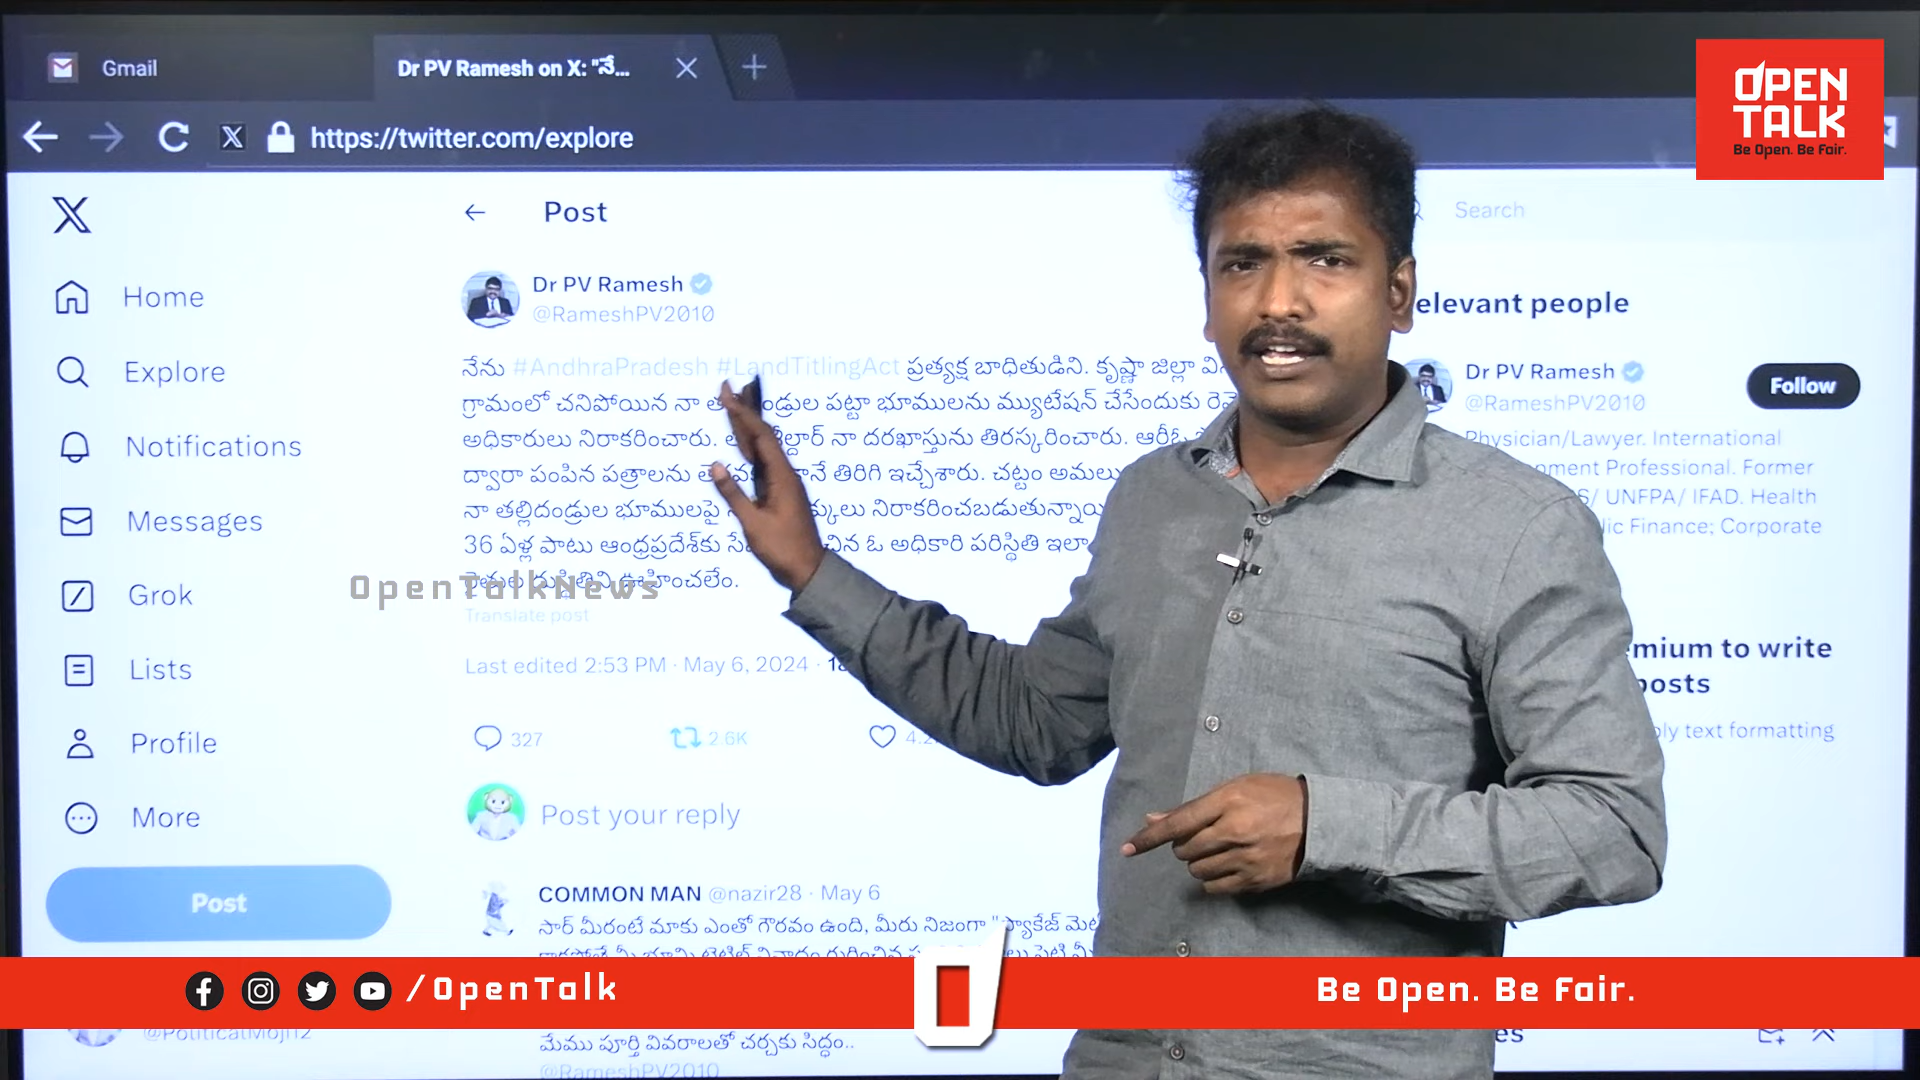 Gmail
Dr PV Ramesh on X: "నే...
https://twitter.com/explore
OPEN
TALK
Be Open. Be Fair.
Post
Search
Home
Explore
Notifications
Messages
Grok
Lists
Profile
More
Post
Dr PV Ramesh
@RameshPV2010
నేను #AndhraPradesh #LandTitlingAct ప్రత్యక్ష బాధితుడిని. కృష్ణా జిల్లా
గ్రామంలో చనిపోయిన నా పట్టా భూములను మ్యుటేషన్ చేసేందుకు
అధికారులు నిరాకరించారు. నా దరఖాస్తును తిరస్కరించారు. ఆర్డీఓ
ద్వారా పంపిన పత్రాలను తిరిగి ఇచ్చేశారు. చట్టం
నా తల్లిదండ్రుల భూములపై నిరాకరించబడుతున్నాయి
36 ఏళ్ల పాటు ఆంధ్రప్రదేశ్‌కు ఓ అధికారి పరిస్థితి ఇలా
రైతుల దుస్థితిని ఊహించలేం.
OpenTalkNews
Translate post
Last edited 2:53 PM · May 6, 2024 ·
327
2.6K
Post your reply
COMMON MAN @nazir28 · May 6
సార్ మీరంటే మాకు ఎంతో గౌరవం ఉంది, మీరు నిజంగా "ప్యాకేజ్
elevant people
Dr PV Ramesh
@RameshPV2010
Follow
Physician/Lawyer. International
Professional. Former
UNFPA/ IFAD. Health
Finance; Corporate
to write
posts
text formatting
/OpenTalk
Be Open. Be Fair.
మేము పూర్తి వివరాలతో చర్చకు సిద్ధం..
@RameshPV2010